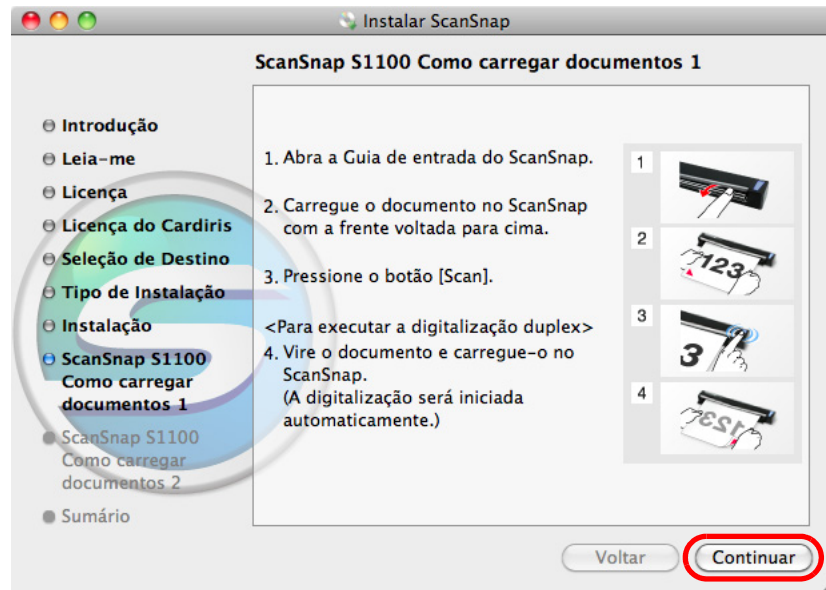 Instalar ScanSnap
ScanSnap S1100 Como carregar documentos 1
Introdução
Leia-me
Licença
Licença do Cardiris
Seleção de Destino
Tipo de Instalação
Instalação
ScanSnap S1100
Como carregar
documentos 1
ScanSnap S1100
Como carregar
documentos 2
Sumário
1. Abra a Guia de entrada do ScanSnap.
2. Carregue o documento no ScanSnap
com a frente voltada para cima.
3. Pressione o botão [Scan].
<Para executar a digitalização duplex>
4. Vire o documento e carregue-o no
ScanSnap.
(A digitalização será iniciada
automaticamente.)
1
2
123
3
3
4
123
Voltar
Continuar